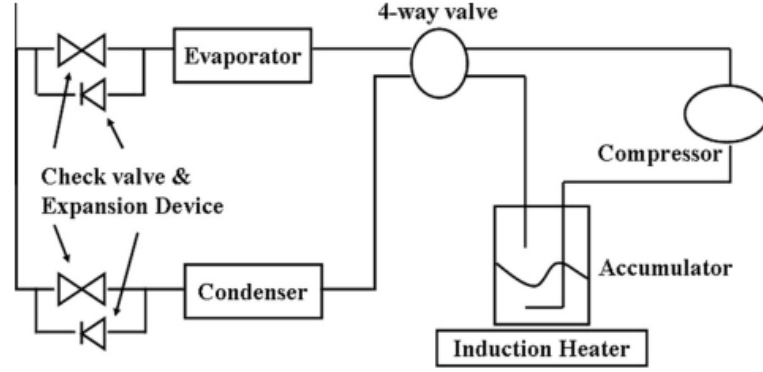 4-way valve
Evaporator
Compressor
Check valve &
Expansion Device
Accumulator
Condenser
Induction Heater